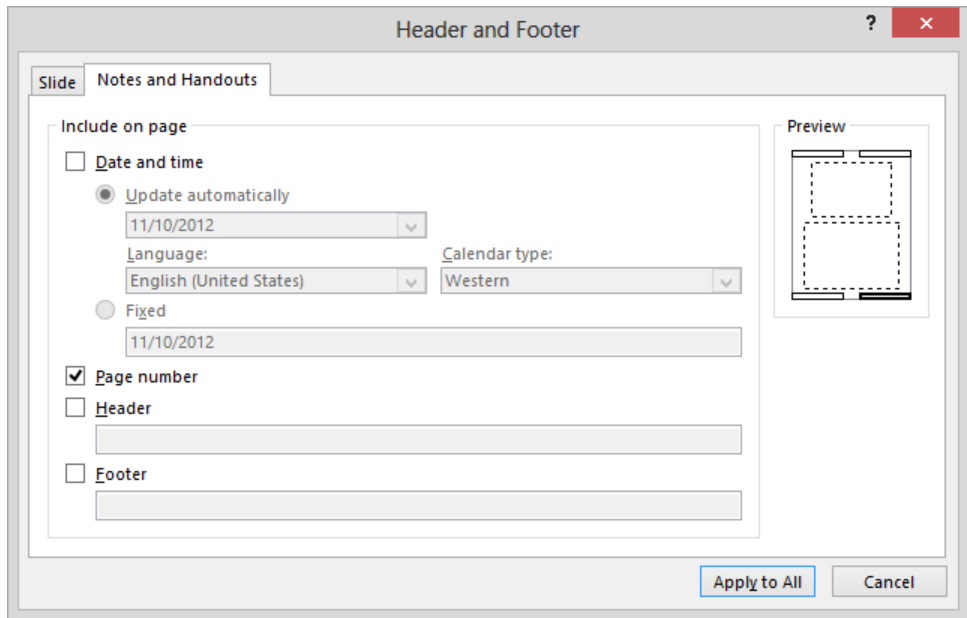 Header and Footer
?
Slide
Notes and Handouts
Include on page
Preview
Date and time
Update automatically
11/10/2012
Language:
Calendar type:
English (United States)
Western
Fixed
11/10/2012
Page number
Header
Footer
Apply to All
Cancel